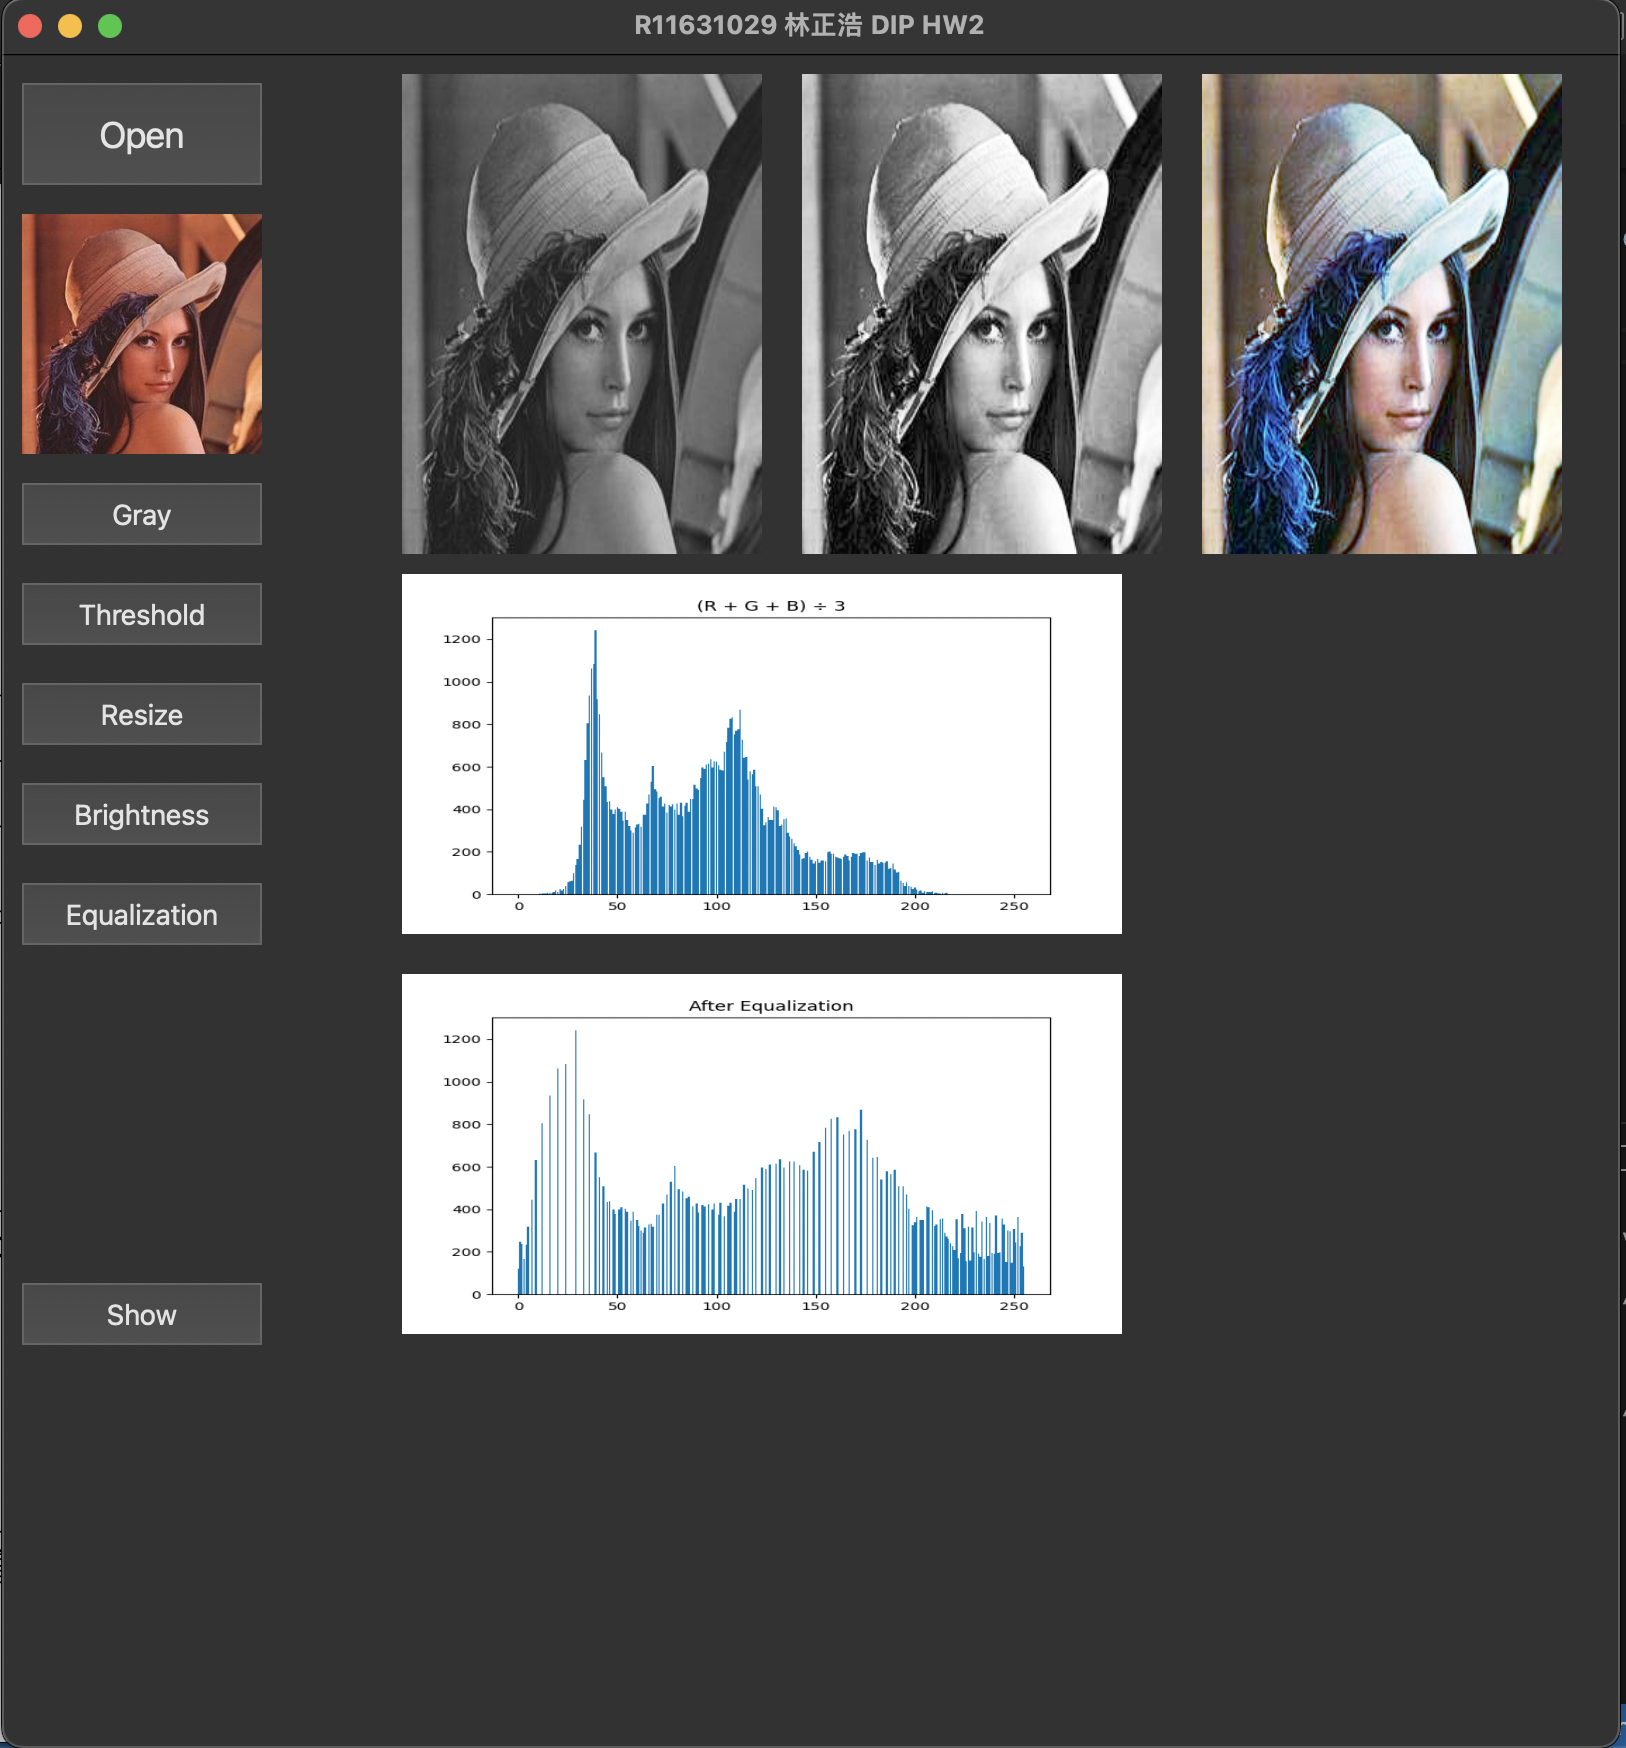 R11631029 林正浩 DIP HW2
Open
Gray
Threshold
Resize
Brightness
Equalization
Show
(R + G + B) ÷ 3
1200
1000
800
600
400
200
0
0 50 100 150 200 250
After Equalization
1200
1000
800
600
400
200
0
0 50 100 150 200 250